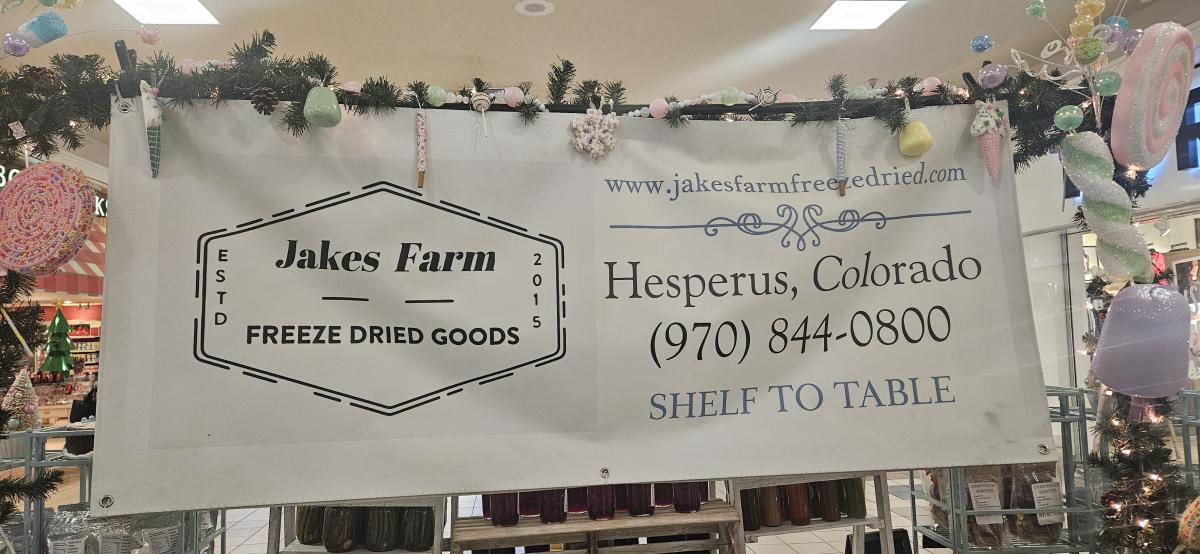 Jakes Farm
ESTD
2015
FREEZE DRIED GOODS
www.jakesfarmfreezedried.com
Hesperus, Colorado
(970) 844-0800
SHELF TO TABLE